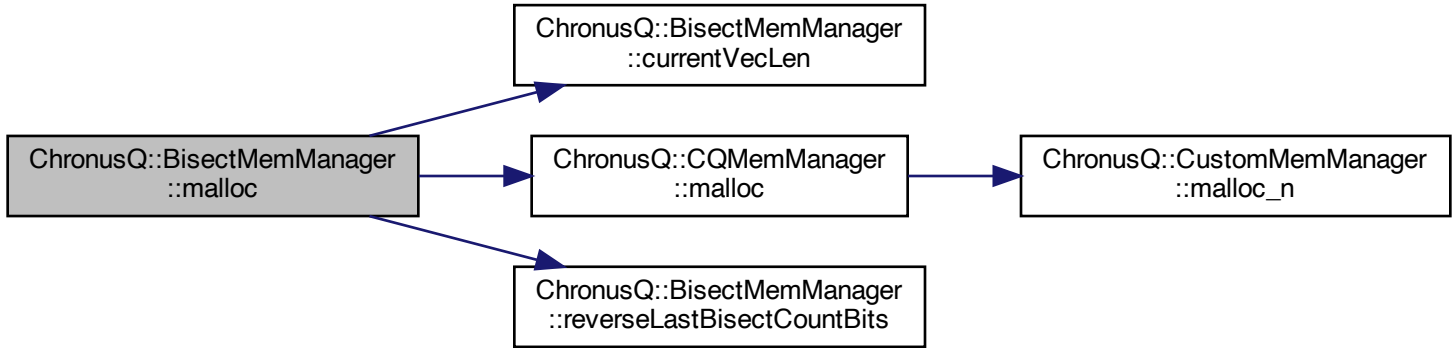 ChronusQ::BisectMemManager
::currentVecLen
ChronusQ::BisectMemManager
::malloc
ChronusQ::CQMemManager
::malloc
ChronusQ::CustomMemManager
::malloc_n
ChronusQ::BisectMemManager
::reverseLastBisectCountBits